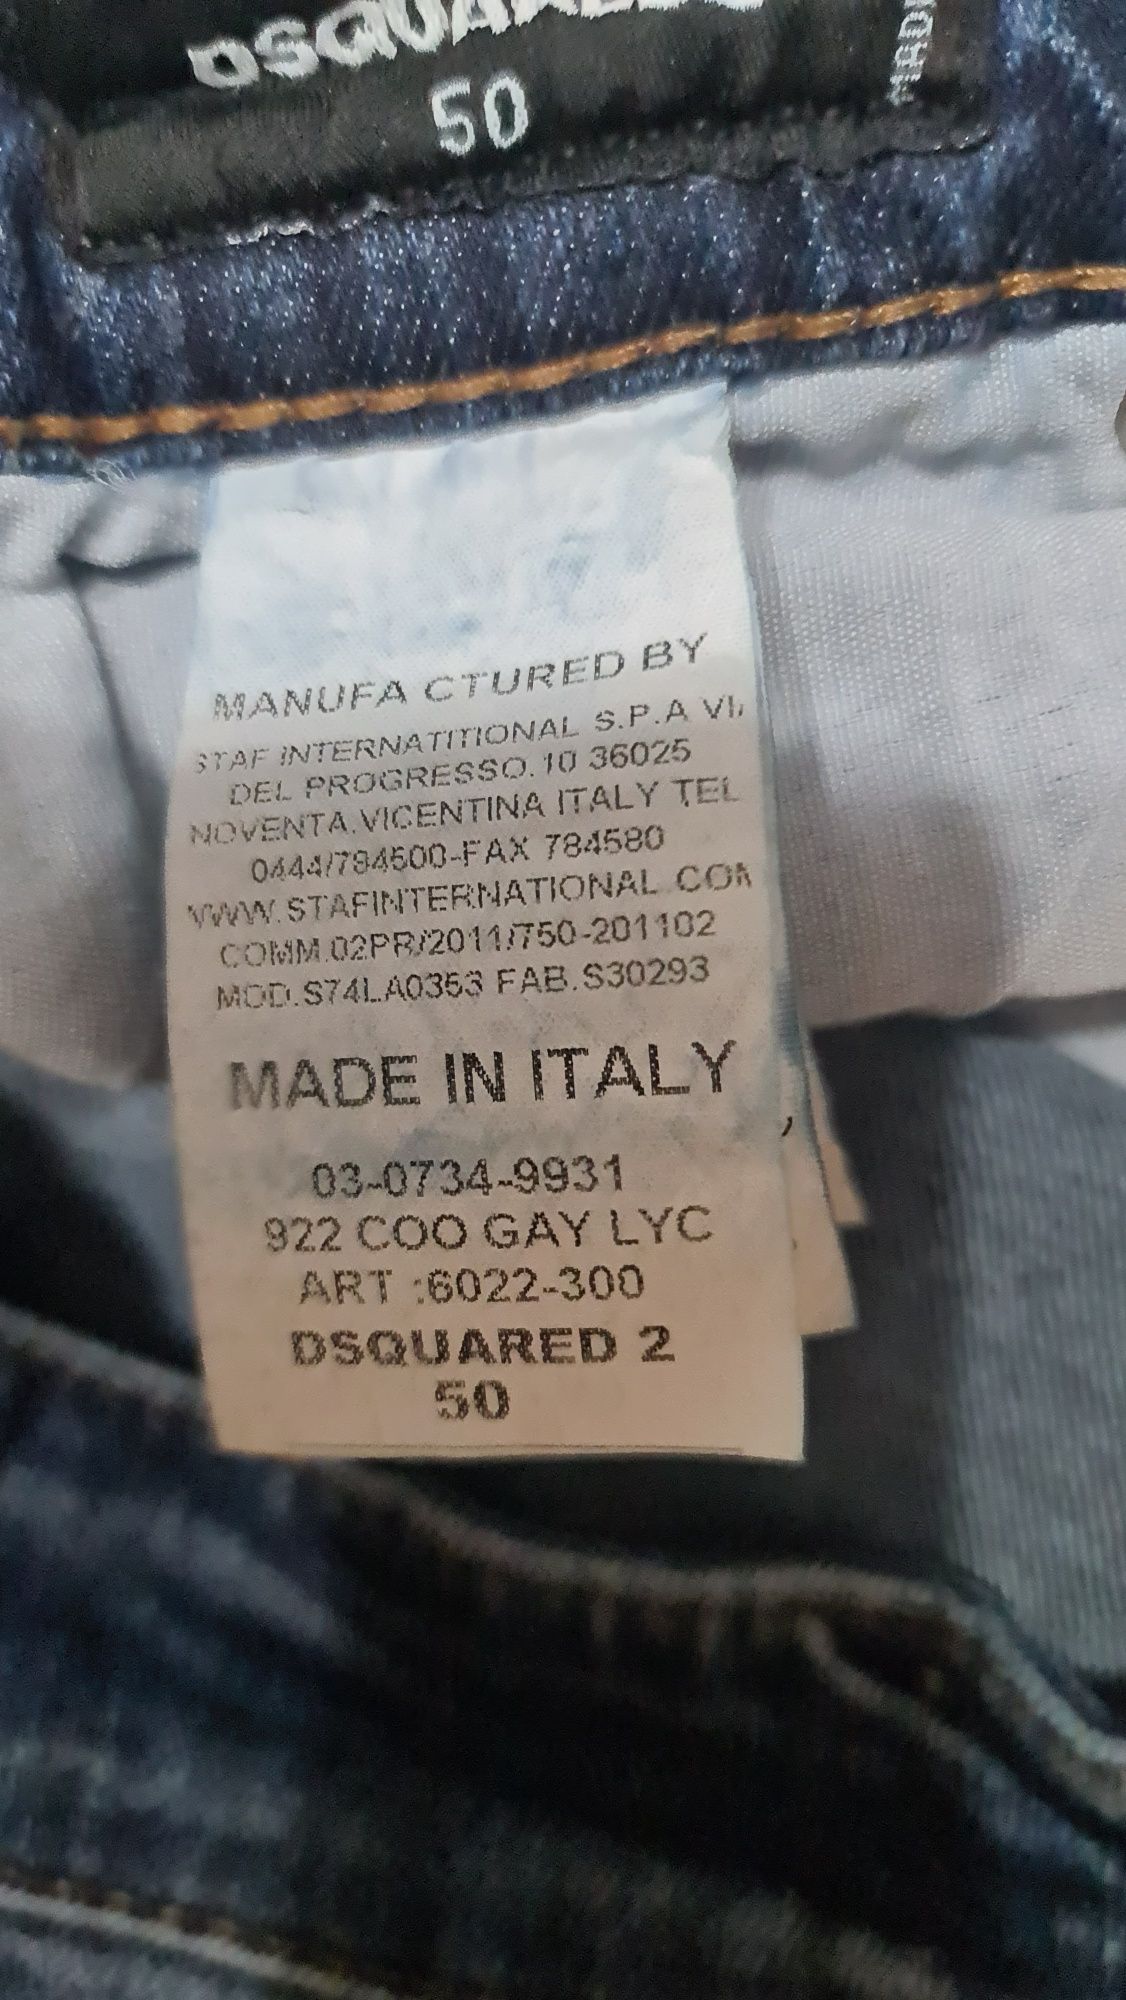 DSQUARED2
50
MANUFA CTURED BY
STAF INTERNATITIONAL S.P.A VI
DEL PROGRESSO.10 36025
NOVENTA.VICENTINA ITALY TEL
0444/784500-FAX 784580
WWW.STAFINTERNATIONAL.COM
COMM.02PR/2011/750-201102
MOD.S74LA0353 FAB.S30293
MADE IN ITALY
03-0734-9931
922 COO GAY LYC
ART :6022-300
DSQUARED 2
50